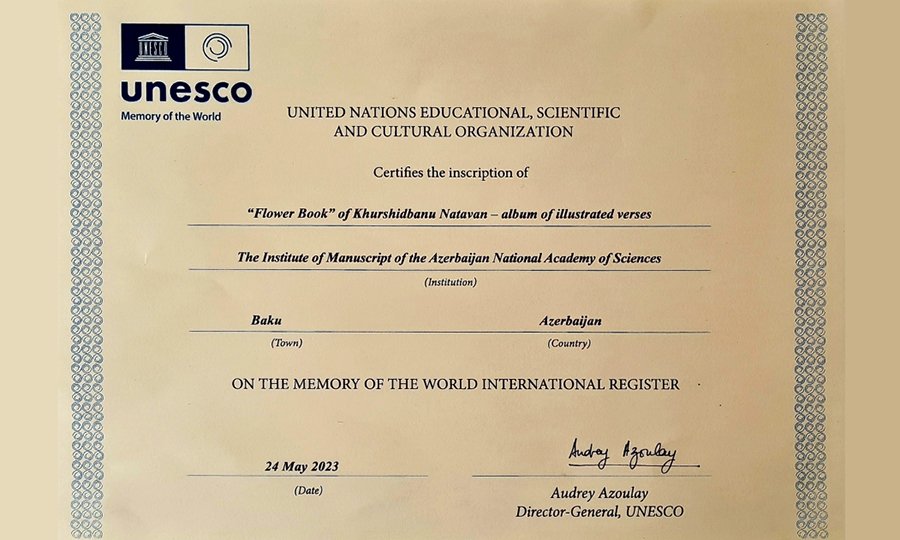 UNESCO
unesco
Memory of the World
UNITED NATIONS EDUCATIONAL, SCIENTIFIC
AND CULTURAL ORGANIZATION
Certifies the inscription of
“Flower Book” of Khurshidbanu Natavan – album of illustrated verses
The Institute of Manuscript of the Azerbaijan National Academy of Sciences
(Institution)
Baku Azerbaijan
(Town) (Country)
ON THE MEMORY OF THE WORLD INTERNATIONAL REGISTER
Audrey Azoulay
24 May 2023
(Date)
Audrey Azoulay
Director-General, UNESCO